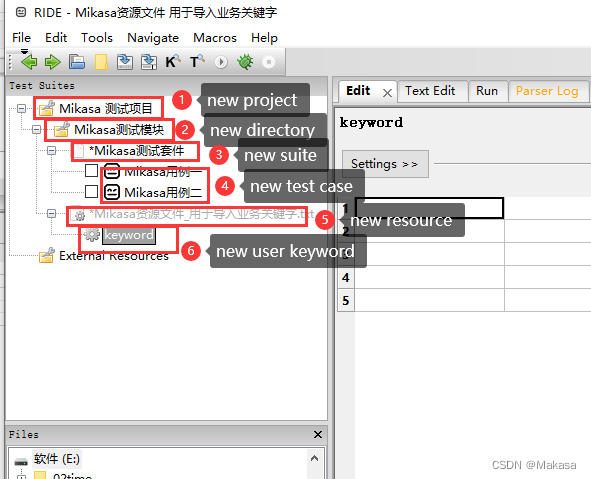 RIDE - Mikasa资源文件 用于导入业务关键字
File Edit Tools Navigate Macros Help
K T
Test Suites
Edit Text Edit Run Parser Log
Mikasa 测试项目 1 new project
Mikasa测试模块 2 new directory
*Mikasa测试套件 3 new suite
Mikasa用例一
Mikasa用例二 4 new test case
*Mikasa资源文件_用于导入业务关键字.txt 5 new resource
keyword 6 new user keyword
External Resources
keyword
Settings >>
1
2
4
5
Files
软件 (E:)
02time
CSDN @Makasa